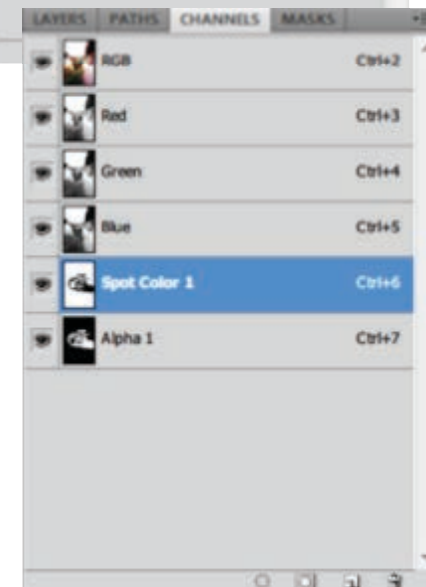 LAYERS PATHS CHANNELS MASKS
RGB Ctrl+2
Red Ctrl+3
Green Ctrl+4
Blue Ctrl+5
Spot Color 1 Ctrl+6
Alpha 1 Ctrl+7